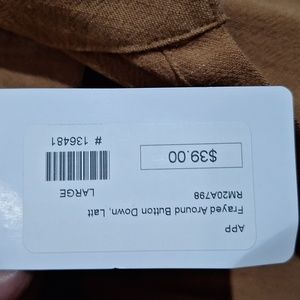 APP
Frayed Around Button Down, Latt
RM20A798
LARGE
$39.00
# 136481